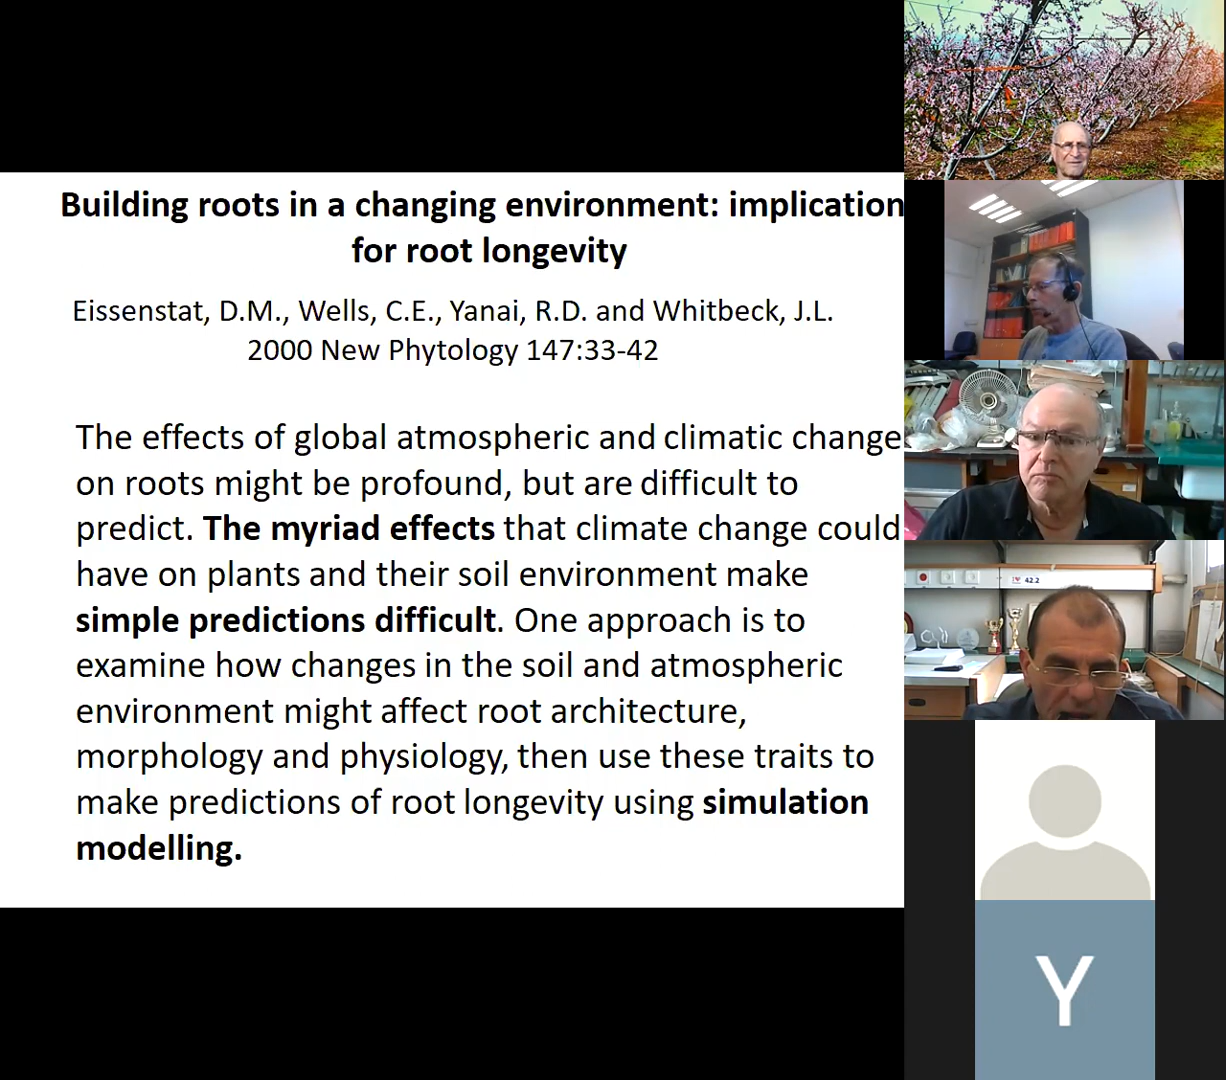 Building roots in a changing environment: implication
for root longevity
Eissenstat, D.M., Wells, C.E., Yanai, R.D. and Whitbeck, J.L.
2000 New Phytology 147:33-42
The effects of global atmospheric and climatic change
on roots might be profound, but are difficult to
predict. The myriad effects that climate change could
have on plants and their soil environment make
simple predictions difficult. One approach is to
examine how changes in the soil and atmospheric
environment might affect root architecture,
morphology and physiology, then use these traits to
make predictions of root longevity using simulation
modelling.
42.2
Y